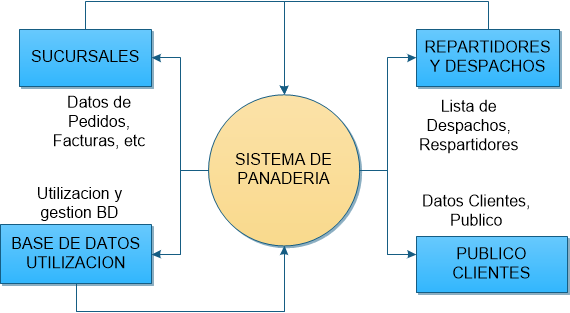 SUCURSALES
Datos de
Pedidos,
Facturas, etc
Utilizacion y
gestion BD
BASE DE DATOS
UTILIZACION
SISTEMA DE
PANADERIA
REPARTIDORES
Y DESPACHOS
Lista de
Despachos,
Respartidores
Datos Clientes,
Publico
PUBLICO
CLIENTES